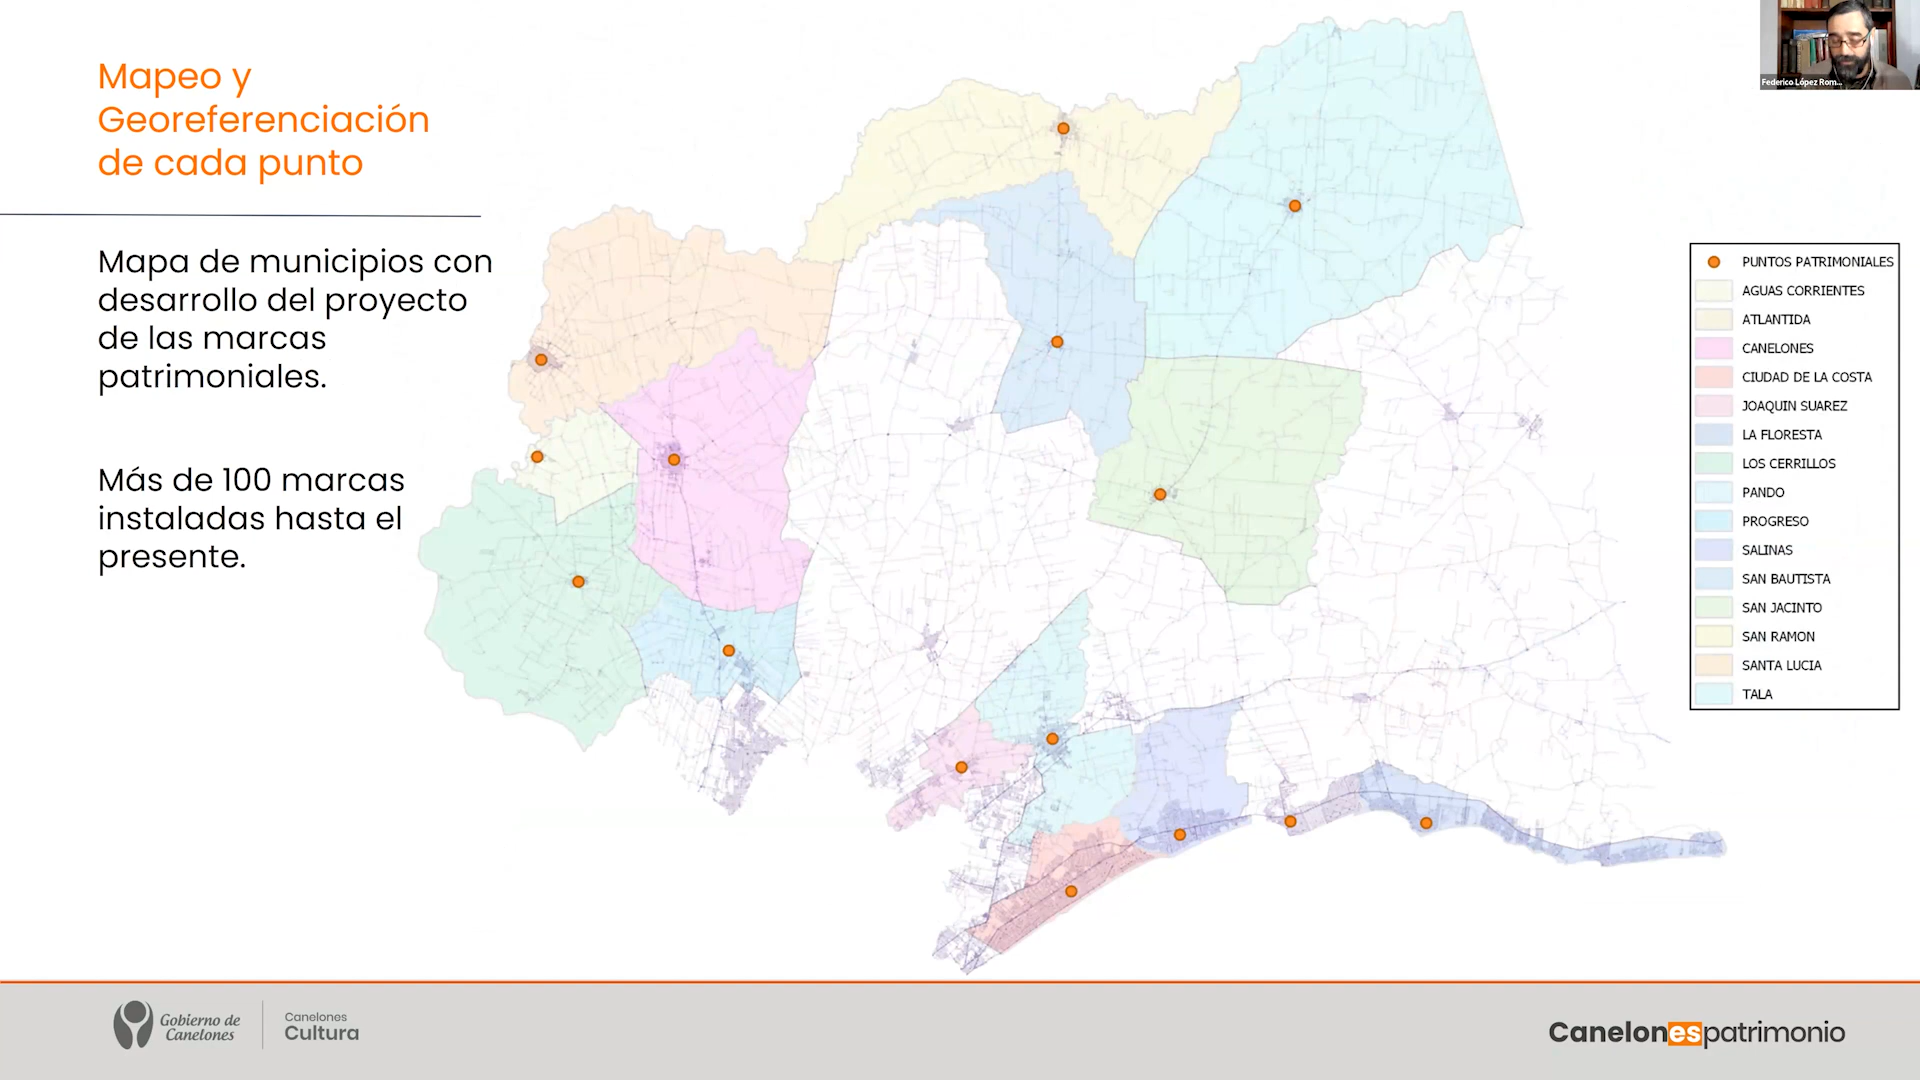 Mapeo y
Georeferenciación
de cada punto
Mapa de municipios con
desarrollo del proyecto
de las marcas
patrimoniales.
Más de 100 marcas
instaladas hasta el
presente.
Federico López Rom...
PUNTOS PATRIMONIALES
AGUAS CORRIENTES
ATLANTIDA
CANELONES
CIUDAD DE LA COSTA
JOAQUIN SUAREZ
LA FLORESTA
LOS CERRILLOS
PANDO
PROGRESO
SALINAS
SAN BAUTISTA
SAN JACINTO
SAN RAMON
SANTA LUCIA
TALA
Gobierno de
Canelones
Canelones
Cultura
Canelonespatrimonio